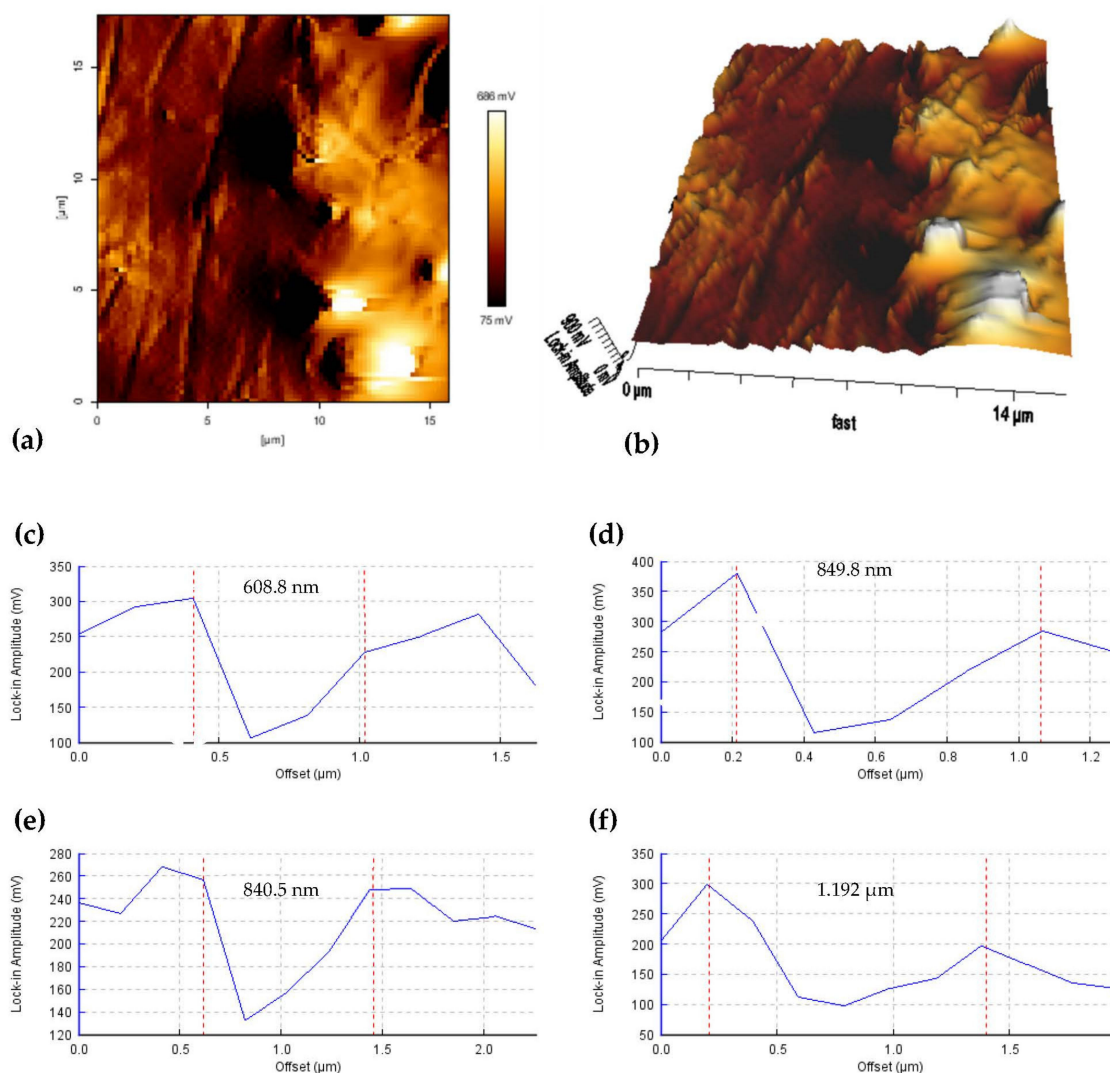 15
10
5
0
[µm]
0
5
10
15
[µm]
686 mV
75 mV
(a)
Lock-in Amplitude
0 mV
0 µm
fast
14 µm
(b)
(c)
608.8 nm
Lock-in Amplitude (mV)
350
300
250
200
150
100
0.0
0.5
1.0
1.5
Offset (µm)
(d)
849.8 nm
Lock-in Amplitude (mV)
400
350
300
250
200
150
100
0.0
0.2
0.4
0.6
0.8
1.0
1.2
Offset (µm)
(e)
840.5 nm
Lock-in Amplitude (mV)
280
260
240
220
200
180
160
140
120
0.0
0.5
1.0
1.5
2.0
Offset (µm)
(f)
1.192 µm
Lock-in Amplitude (mV)
350
300
250
200
150
100
50
0.0
0.5
1.0
1.5
Offset (µm)